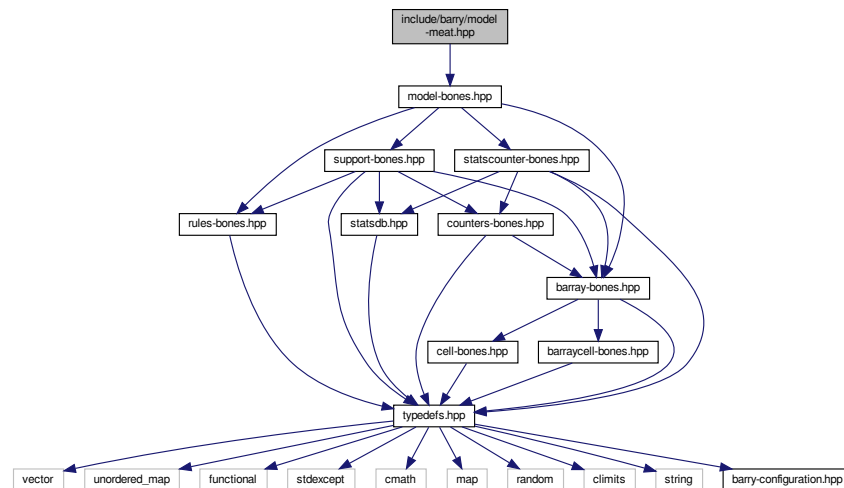 include/barry/model
-meat.hpp
model-bones.hpp
support-bones.hpp
statscounter-bones.hpp
rules-bones.hpp
statsdb.hpp
counters-bones.hpp
barray-bones.hpp
cell-bones.hpp
barraycell-bones.hpp
typedefs.hpp
vector
unordered_map
functional
stdexcept
cmath
map
random
climits
string
barry-configuration.hpp